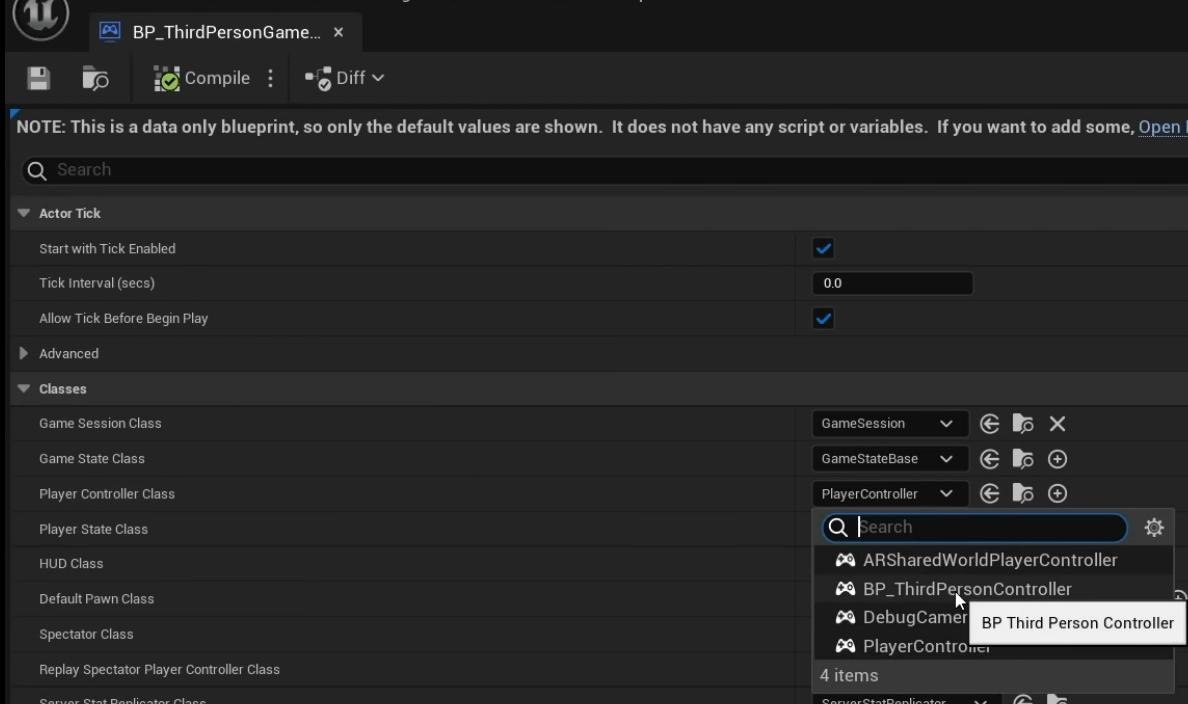 BP_ThirdPersonGame...
Compile
Diff
NOTE: This is a data only blueprint, so only the default values are shown. It does not have any script or variables. If you want to add some, Open
Search
Actor Tick
Start with Tick Enabled
Tick Interval (secs)
0.0
Allow Tick Before Begin Play
Advanced
Classes
Game Session Class
GameSession
Game State Class
GameStateBase
Player Controller Class
PlayerController
Player State Class
Search
HUD Class
ARSharedWorldPlayerController
Default Pawn Class
BP_ThirdPersonController
Spectator Class
DebugCamer
BP Third Person Controller
Replay Spectator Player Controller Class
PlayerController
4 items
Server Stat Replicator Class
ServerStatReplicator